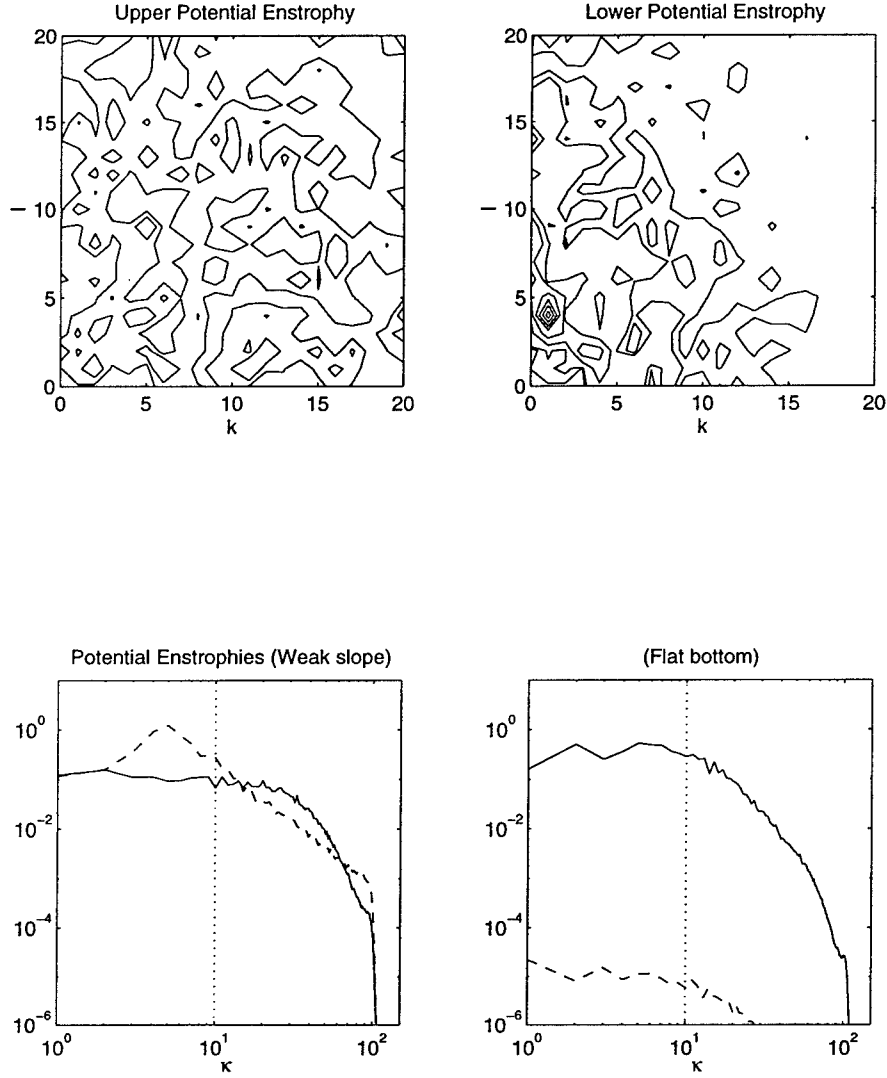 Upper Potential Enstrophy
20
15
10
5
0
l
0 5 10 15 20
k
Lower Potential Enstrophy
20
15
10
5
0
l
0 5 10 15 20
k
Potential Enstrophies (Weak slope)
10^0
10^-2
10^-4
10^-6
10^0 10^1 10^2
κ
(Flat bottom)
10^0
10^-2
10^-4
10^-6
10^0 10^1 10^2
κ